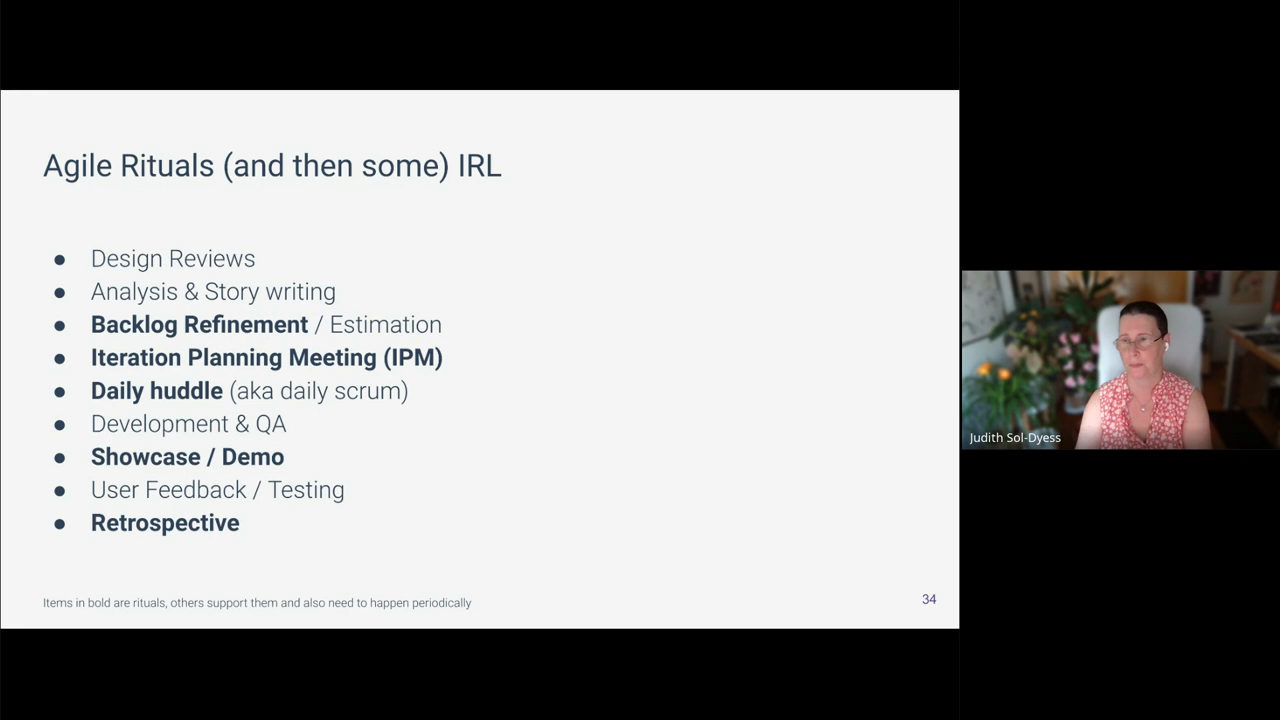 Agile Rituals (and then some) IRL
● Design Reviews
● Analysis & Story writing
● Backlog Refinement / Estimation
● Iteration Planning Meeting (IPM)
● Daily huddle (aka daily scrum)
● Development & QA
● Showcase / Demo
● User Feedback / Testing
● Retrospective
Items in bold are rituals, others support them and also need to happen periodically
34
Judith Sol-Dyess